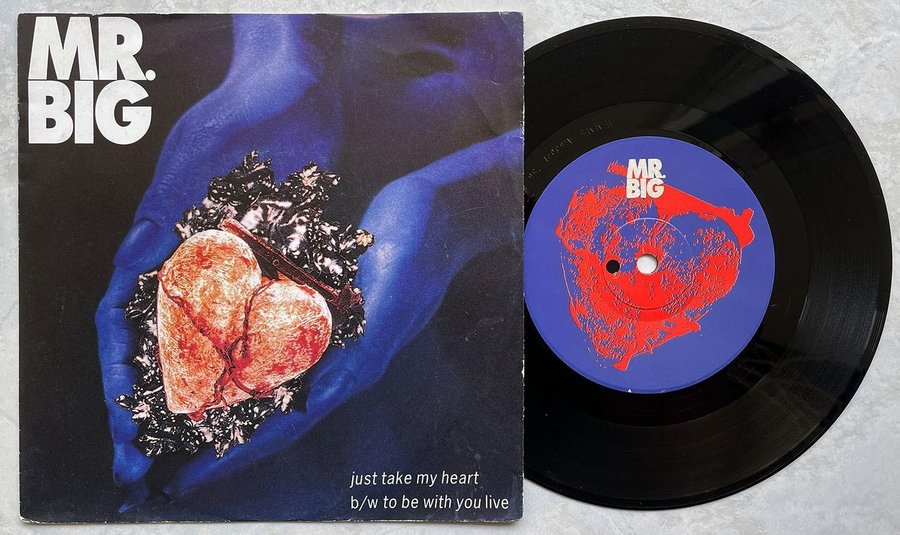 MR.
BIG
just take my heart
b/w to be with you live
MR.
BIG